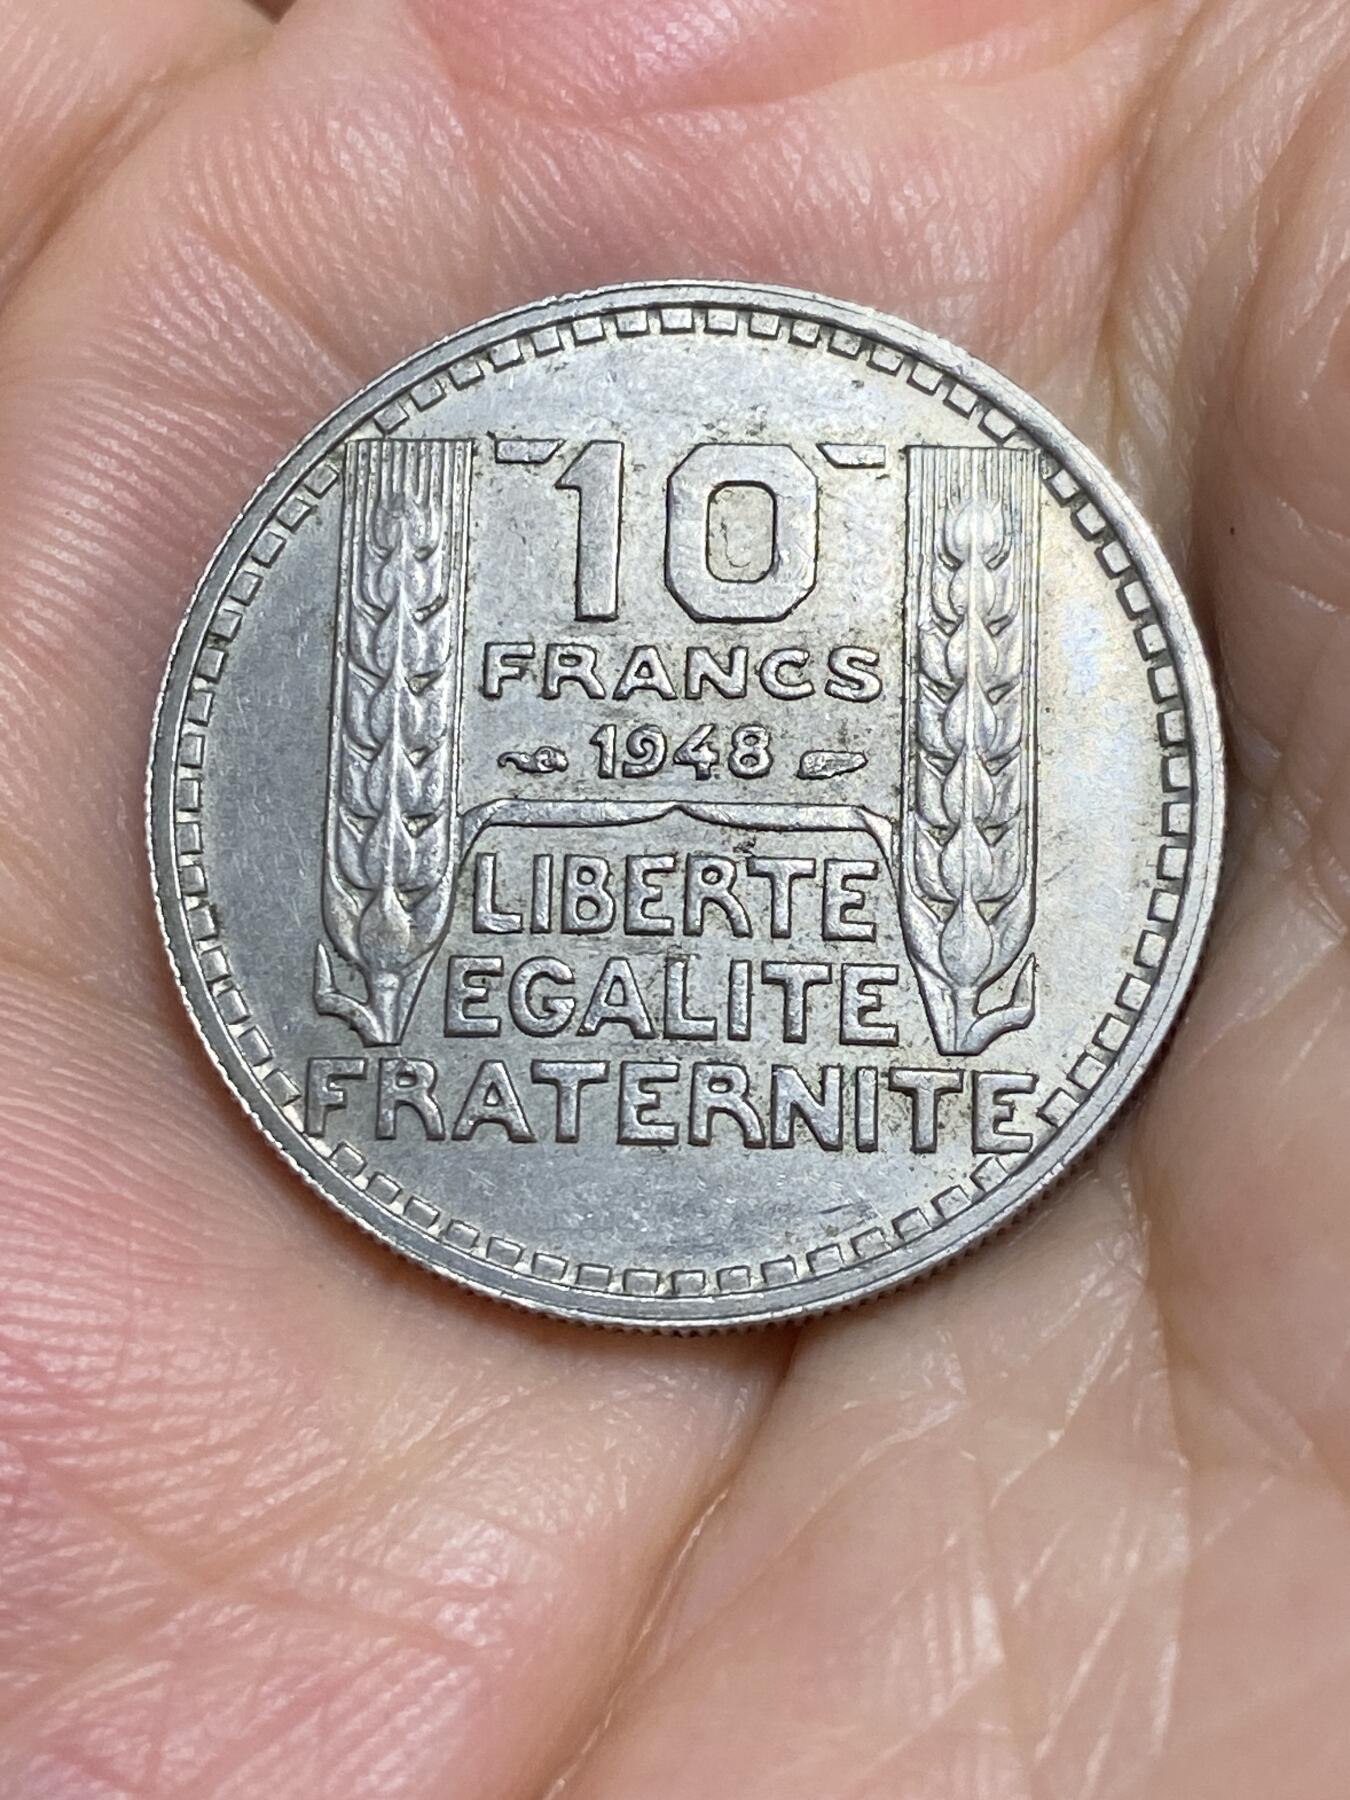 10
FRANCS
1948
LIBERTE
EGALITE
FRATERNITE